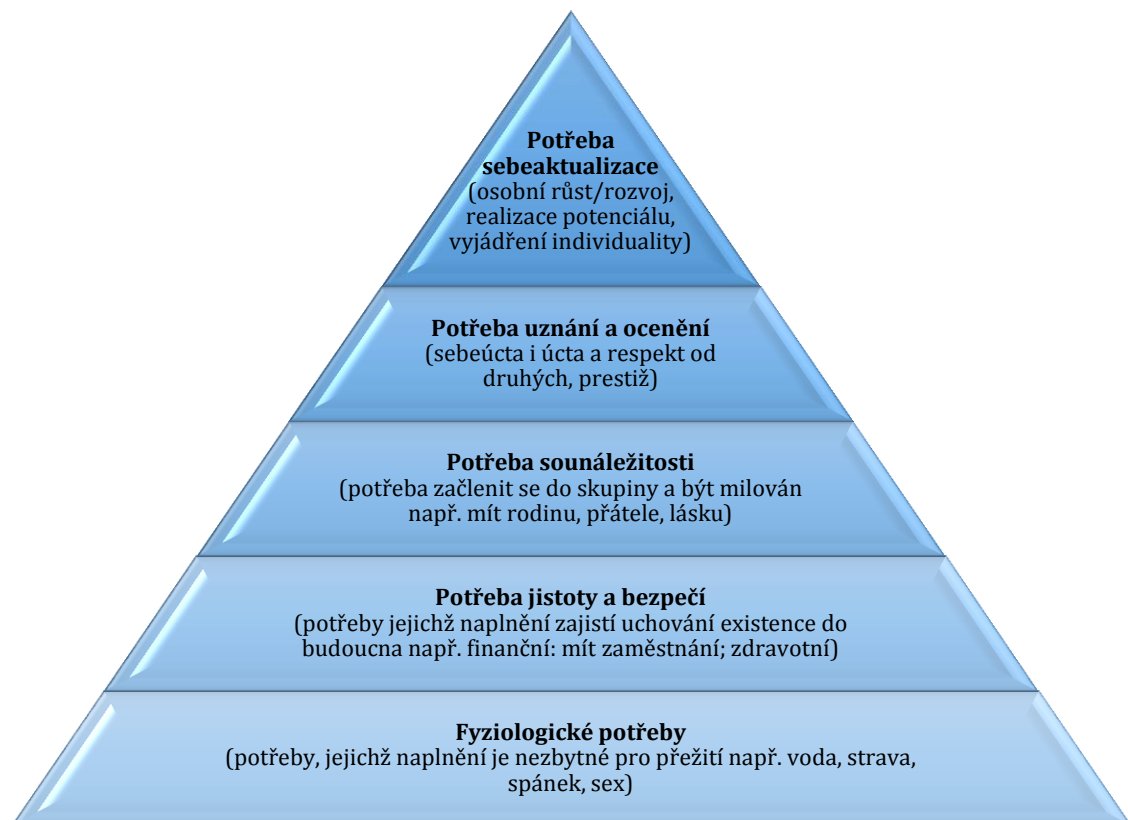 Potřeba
sebeaktualizace
(osobní růst/rozvoj,
realizace potenciálu,
vyjádření individuality)
Potřeba uznání a ocenění
(sebeúcta i úcta a respekt od
druhých, prestiž)
Potřeba sounáležitosti
(potřeba začlenit se do skupiny a být milován
např. mít rodinu, přátele, lásku)
Potřeba jistoty a bezpečí
(potřeby jejichž naplnění zajistí uchování existence do
budoucna např. finanční: mít zaměstnání; zdravotní)
Fyziologické potřeby
(potřeby, jejichž naplnění je nezbytné pro přežití např. voda, strava,
spánek, sex)